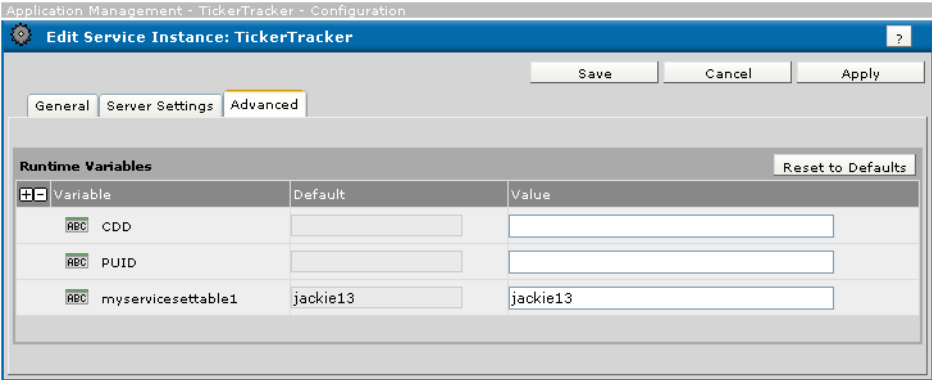 Application Management - TickerTracker - Configuration
Edit Service Instance: TickerTracker
?
Save Cancel Apply
General Server Settings Advanced
Runtime Variables Reset to Defaults
Variable Default Value
ABC CDD
ABC PUID
ABC myservicesettable1 jackie13 jackie13